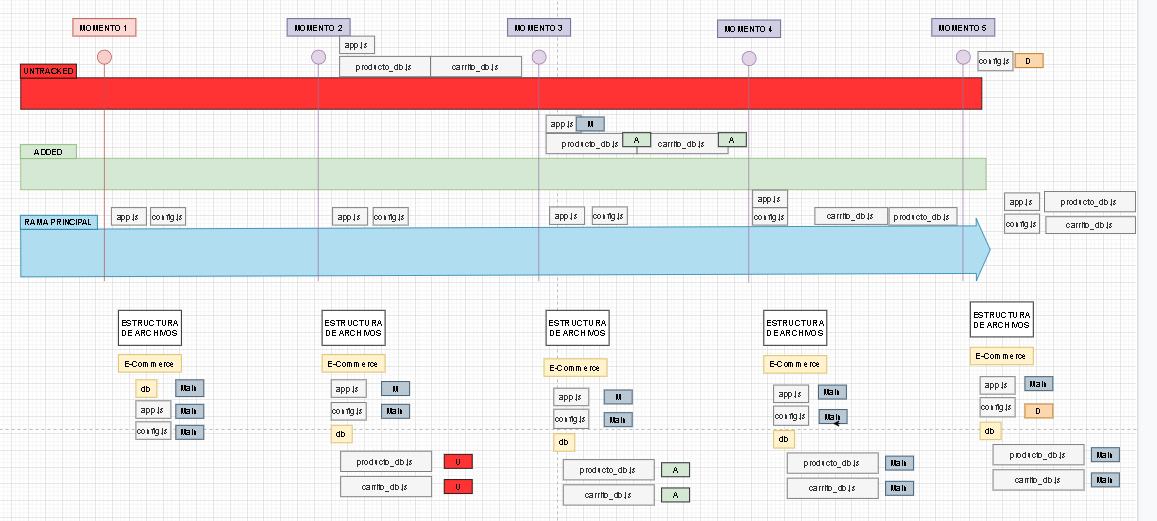 MOMENTO 1
MOMENTO 2
MOMENTO 3
MOMENTO 4
MOMENTO 5
app.js
producto_db.js
carrito_db.js
config.js
D
UNTRACKED
app.js
M
producto_db.js
A
carrito_db.js
A
ADDED
RAMA PRINCIPAL
app.js
config.js
app.js
config.js
app.js
config.js
app.js
config.js
carrito_db.js
producto_db.js
app.js
producto_db.js
config.js
carrito_db.js
ESTRUCTURA
DE ARCHIVOS
E-Commerce
db
Main
app.js
Main
config.js
Main
ESTRUCTURA
DE ARCHIVOS
E-Commerce
app.js
M
config.js
Main
db
producto_db.js
U
carrito_db.js
U
ESTRUCTURA
DE ARCHIVOS
E-Commerce
app.js
M
config.js
Main
db
producto_db.js
A
carrito_db.js
A
ESTRUCTURA
DE ARCHIVOS
E-Commerce
app.js
Main
config.js
Main
db
producto_db.js
Main
carrito_db.js
Main
ESTRUCTURA
DE ARCHIVOS
E-Commerce
app.js
Main
config.js
D
db
producto_db.js
Main
carrito_db.js
Main